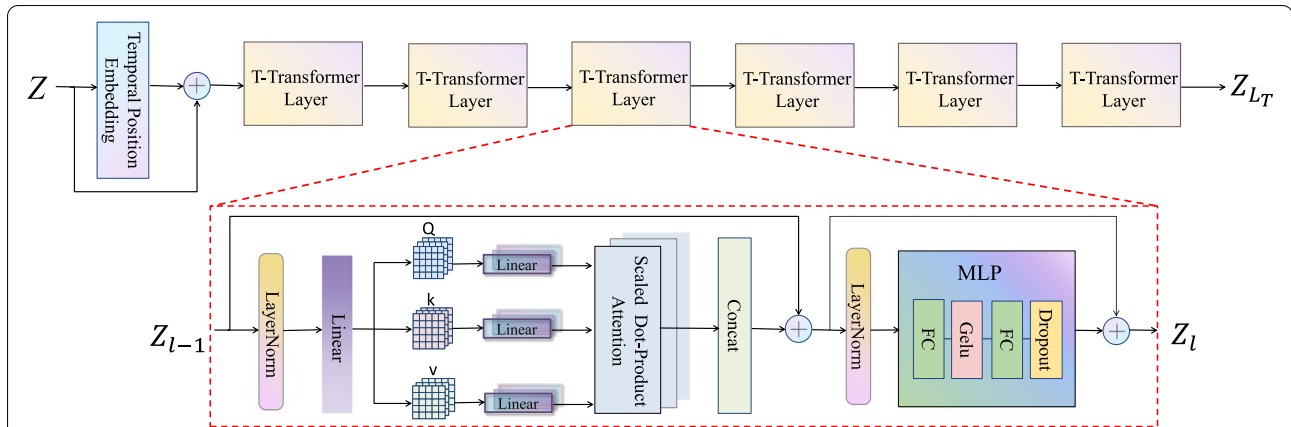 Z
Temporal Position
Embedding
+
T-Transformer
Layer
T-Transformer
Layer
T-Transformer
Layer
T-Transformer
Layer
T-Transformer
Layer
T-Transformer
Layer
Z_{L_T}
Z_{l-1}
LayerNorm
Linear
Q
Linear
k
Linear
v
Linear
Scaled Dot-Product
Attention
Concat
+
LayerNorm
MLP
FC
Gelu
FC
Dropout
+
Z_l